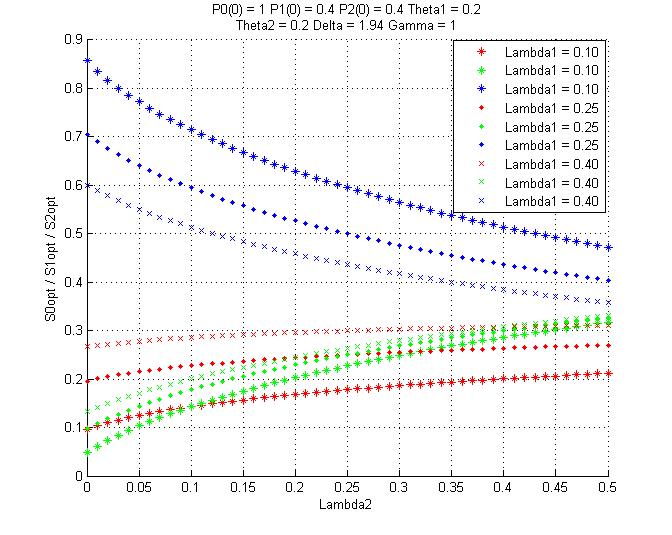 P0(0) = 1 P1(0) = 0.4 P2(0) = 0.4 Theta1 = 0.2
Theta2 = 0.2 Delta = 1.94 Gamma = 1
0.9
0.8
0.7
0.6
0.5
0.4
0.3
0.2
0.1
0
S0opt / S1opt / S2opt
Lambda1 = 0.10
Lambda1 = 0.10
Lambda1 = 0.10
Lambda1 = 0.25
Lambda1 = 0.25
Lambda1 = 0.25
Lambda1 = 0.40
Lambda1 = 0.40
Lambda1 = 0.40
0 0.05 0.1 0.15 0.2 0.25 0.3 0.35 0.4 0.45 0.5
Lambda2